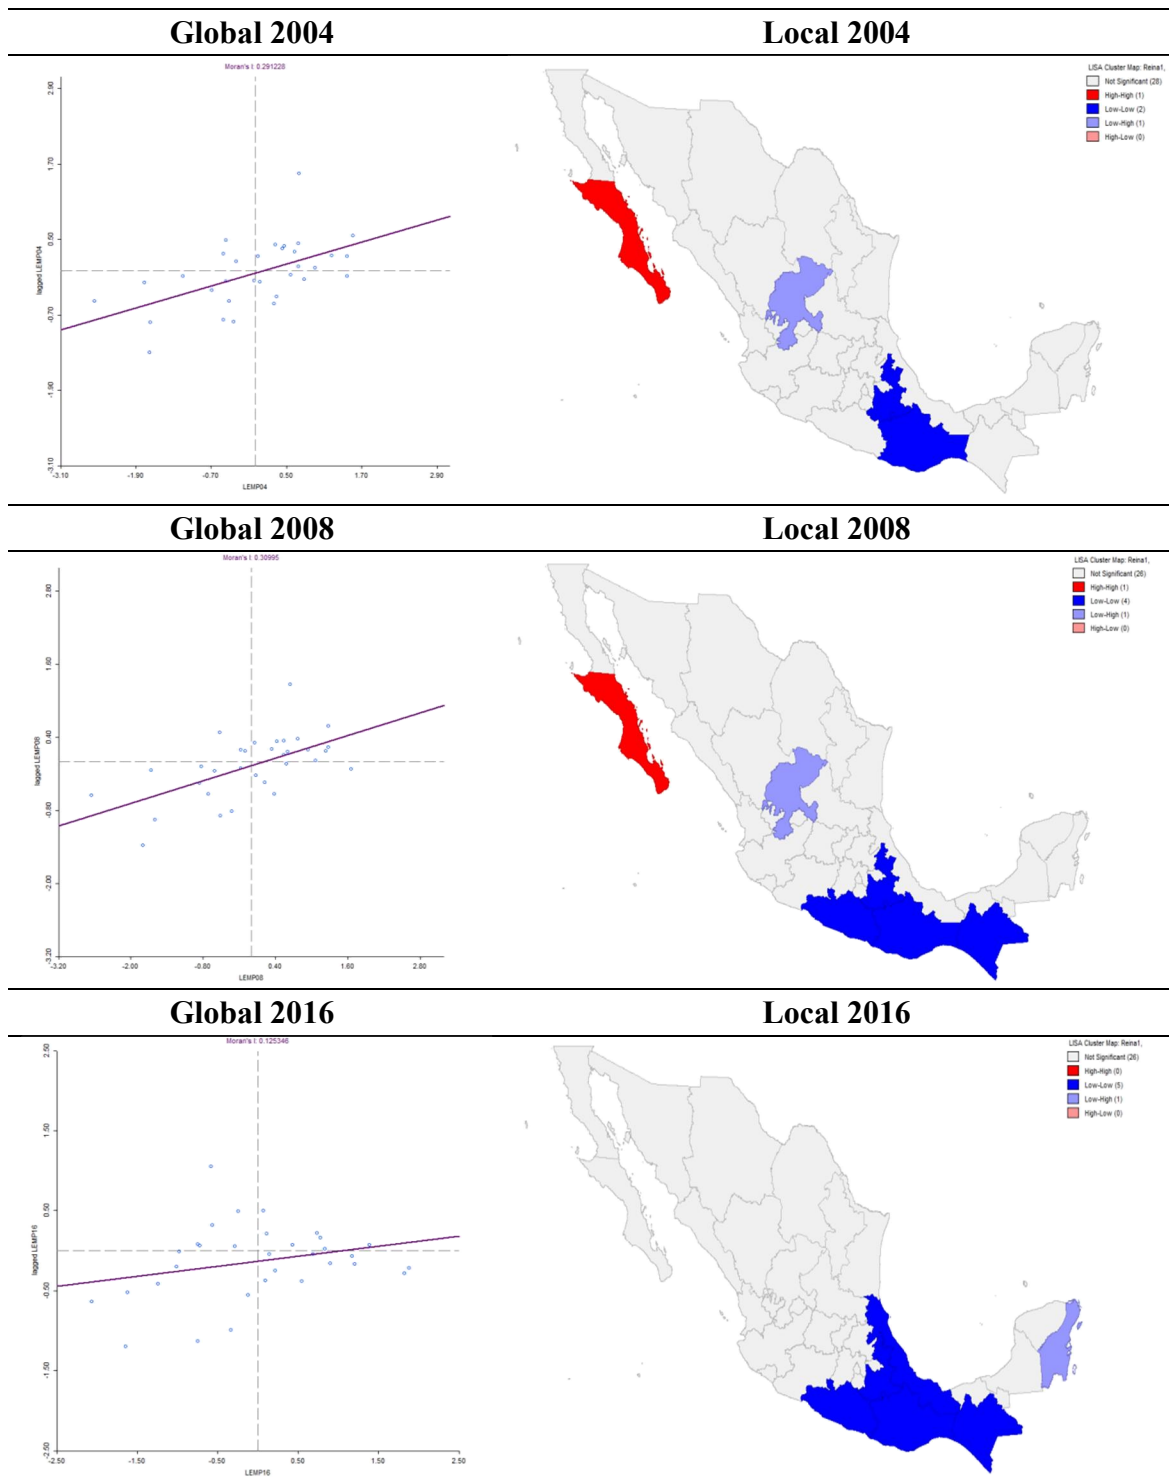 Global 2004
Local 2004
Moran's I: 0.291228
2.90
1.70
0.50
-0.70
-1.90
-3.10
lagged LEMP04
-3.10 -1.90 -0.70 0.50 1.70 2.90
LEMP04
LISA Cluster Map: Reina1,
Not Significant (28)
High-High (1)
Low-Low (2)
Low-High (1)
High-Low (0)
Global 2008
Local 2008
Moran's I: 0.30995
2.80
1.60
0.40
-0.80
-2.00
-3.20
lagged LEMP08
-3.20 -2.00 -0.80 0.40 1.60 2.80
LEMP08
LISA Cluster Map: Reina1,
Not Significant (26)
High-High (1)
Low-Low (4)
Low-High (1)
High-Low (0)
Global 2016
Local 2016
Moran's I: 0.125346
2.50
1.50
0.50
-0.50
-1.50
-2.50
lagged LEMP16
-2.50 -1.50 -0.50 0.50 1.50 2.50
LEMP16
LISA Cluster Map: Reina1,
Not Significant (26)
High-High (0)
Low-Low (5)
Low-High (1)
High-Low (0)